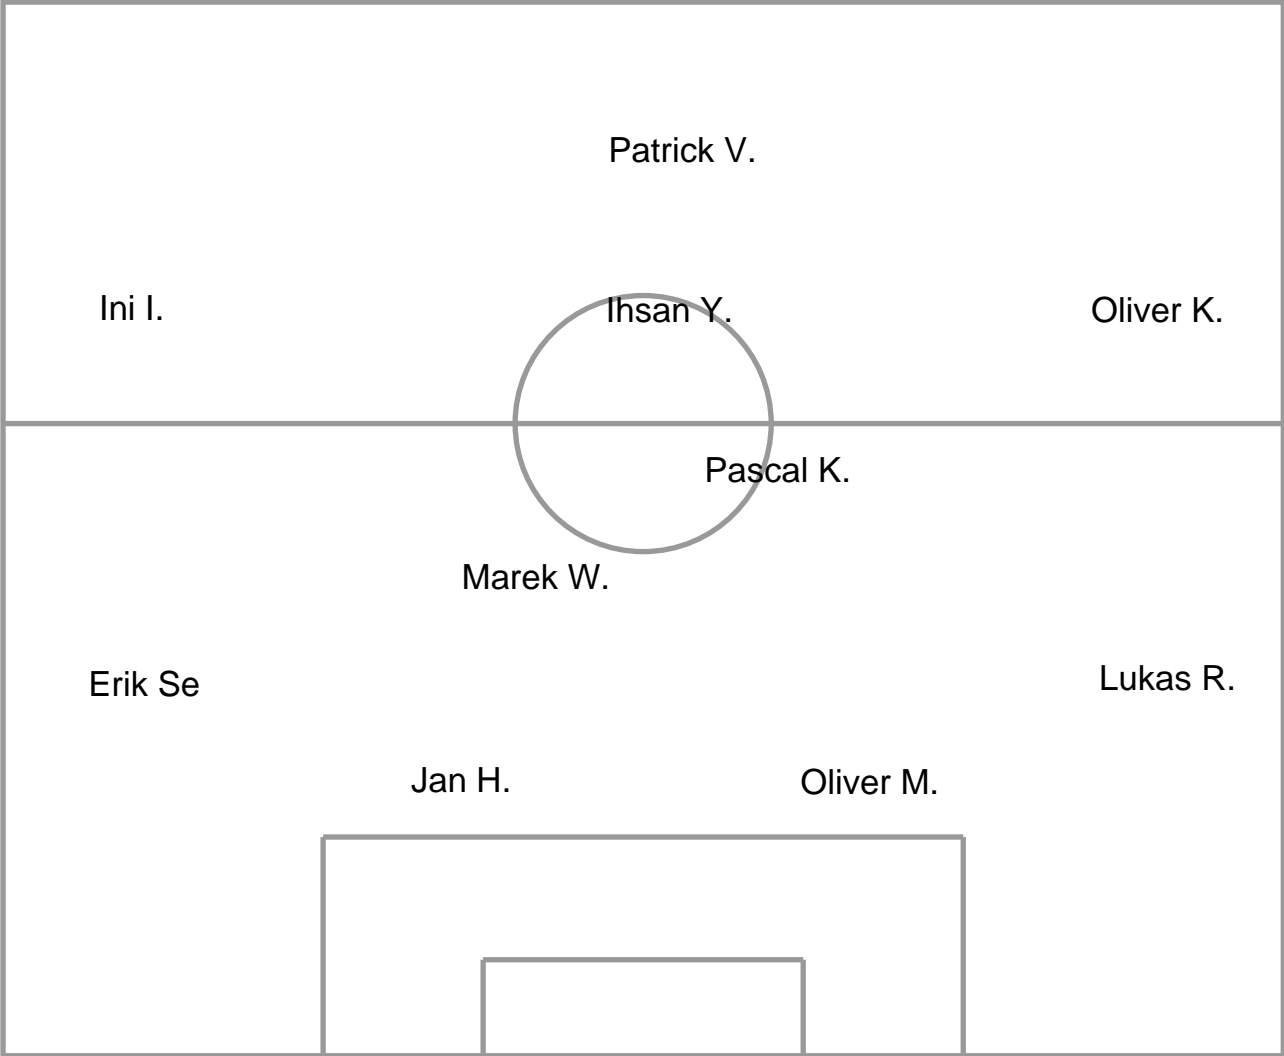 Patrick V.
Ini I.
Ihsan Y.
Oliver K.
Pascal K.
Marek W.
Erik Se
Lukas R.
Jan H.
Oliver M.